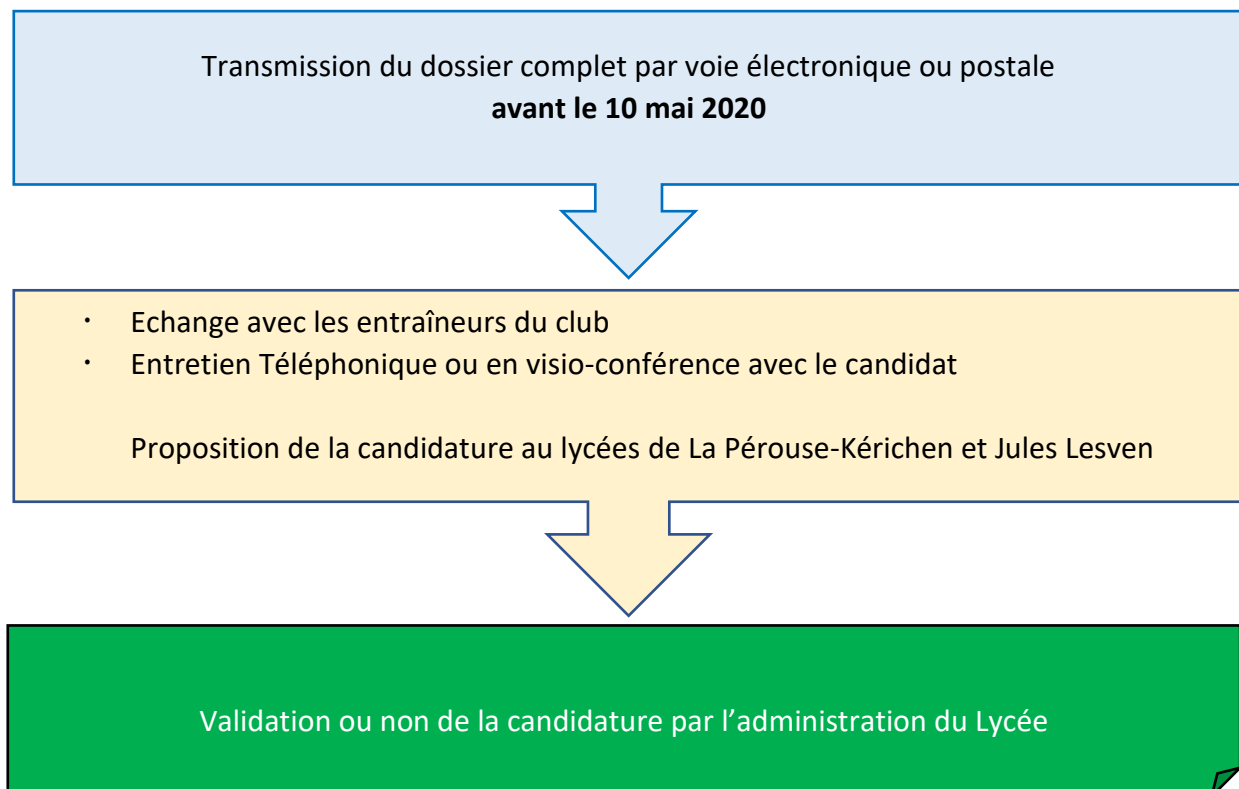 Transmission du dossier complet par voie électronique ou postale
avant le 10 mai 2020
· Echange avec les entraîneurs du club
· Entretien Téléphonique ou en visio-conférence avec le candidat
Proposition de la candidature au lycées de La Pérouse-Kérichen et Jules Lesven
Validation ou non de la candidature par l’administration du Lycée